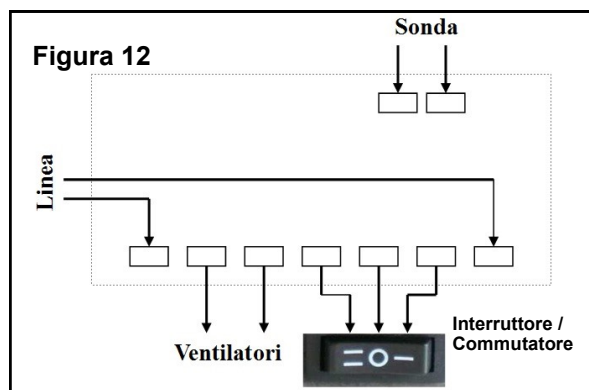 Figura 12
Sonda
Linea
Ventilatori
Interruttore /
Commutatore